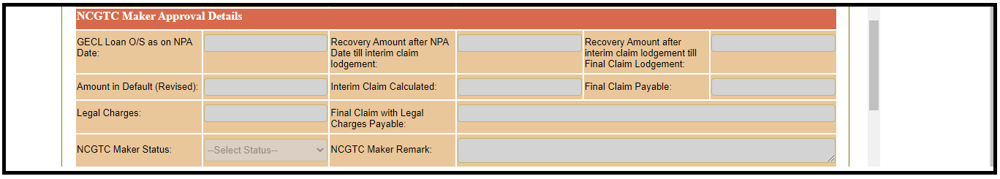 NCGTC Maker Approval Details
GECL Loan O/S as on NPA
Date:
Recovery Amount after NPA
Date till interim claim
lodgement:
Recovery Amount after
interim claim lodgement till
Final Claim Lodgement:
Amount in Default (Revised):
Interim Claim Calculated:
Final Claim Payable:
Legal Charges:
Final Claim with Legal
Charges Payable:
NCGTC Maker Status:
--Select Status--
NCGTC Maker Remark: